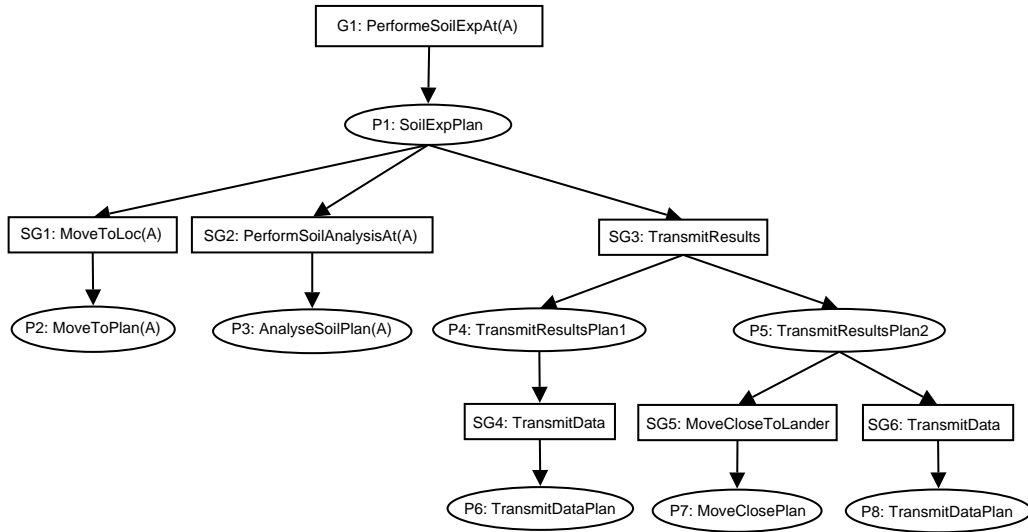 G1: PerformeSoilExpAt(A)
P1: SoilExpPlan
SG1: MoveToLoc(A)
SG2: PerformSoilAnalysisAt(A)
SG3: TransmitResults
P2: MoveToPlan(A)
P3: AnalyseSoilPlan(A)
P4: TransmitResultsPlan1
P5: TransmitResultsPlan2
SG4: TransmitData
SG5: MoveCloseToLander
SG6: TransmitData
P6: TransmitDataPlan
P7: MoveClosePlan
P8: TransmitDataPlan